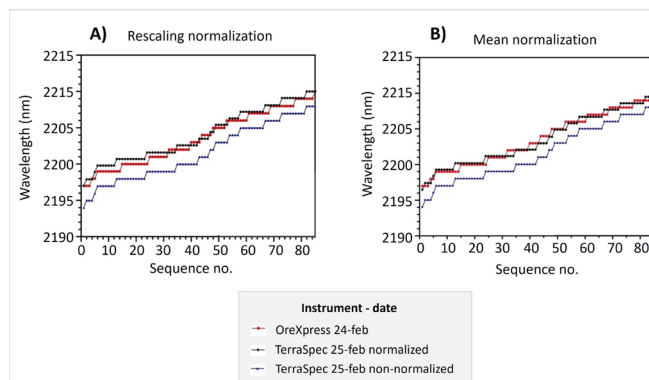 A) Rescaling normalization
2215
2215
2205
2200
2195
2190
Wavelength (nm)
0 10 20 30 40 50 60 70 80
Sequence no.
B) Mean normalization
2215
2215
2205
2200
2195
2190
Wavelength (nm)
0 10 20 30 40 50 60 70 80
Sequence no.
Instrument - date
OreXpress 24-feb
TerraSpec 25-feb normalized
TerraSpec 25-feb non-normalized